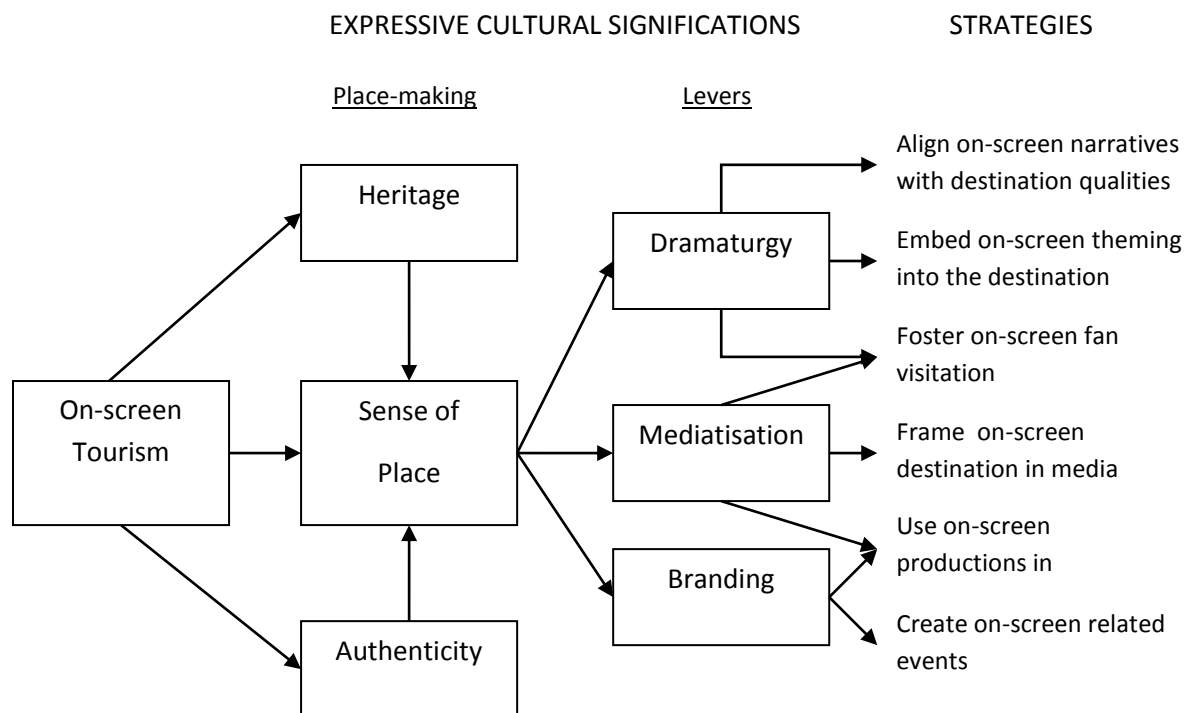 EXPRESSIVE CULTURAL SIGNIFICATIONS
STRATEGIES
Place-making
Levers
Heritage
On-screen
Tourism
Sense of
Place
Authenticity
Dramaturgy
Mediatisation
Branding
Align on-screen narratives
with destination qualities
Embed on-screen theming
into the destination
Foster on-screen fan
visitation
Frame on-screen
destination in media
Use on-screen
productions in
Create on-screen related
events